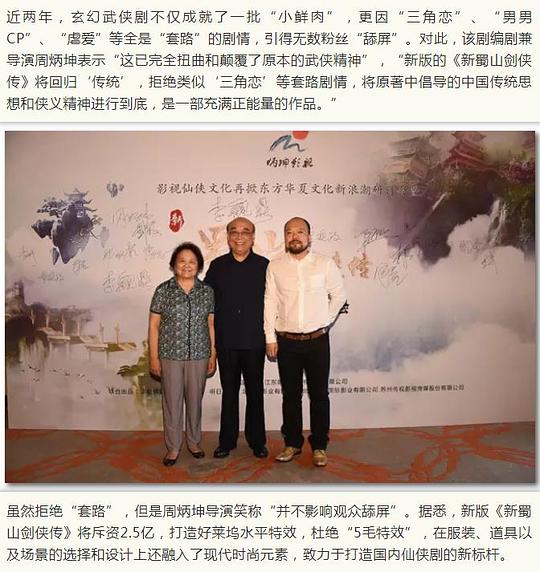 近两年，玄幻武侠剧不仅成就了一批“小鲜肉”，更因“三角恋”、“男男
CP”、“虐爱”等全是“套路”的剧情，引得无数粉丝“舔屏”。对此，该剧编剧兼
导演周炳坤表示“这已完全扭曲和颠覆了原本的武侠精神”，“新版的《新蜀山剑侠
传》将回归‘传统’，拒绝类似‘三角恋’等套路剧情，将原著中倡导的中国传统思
想和侠义精神进行到底，是一部充满正能量的作品。”
炳坤影视
影视仙侠文化再掀东方华夏文化新浪潮研讨
新
虽然拒绝“套路”，但是周炳坤导演笑称“并不影响观众舔屏”。据悉，新版《新蜀
山剑侠传》将斥资2.5亿，打造好莱坞水平特效，杜绝“5毛特效”，在服装、道具以
及场景的选择和设计上还融入了现代时尚元素，致力于打造国内仙侠剧的新标杆。